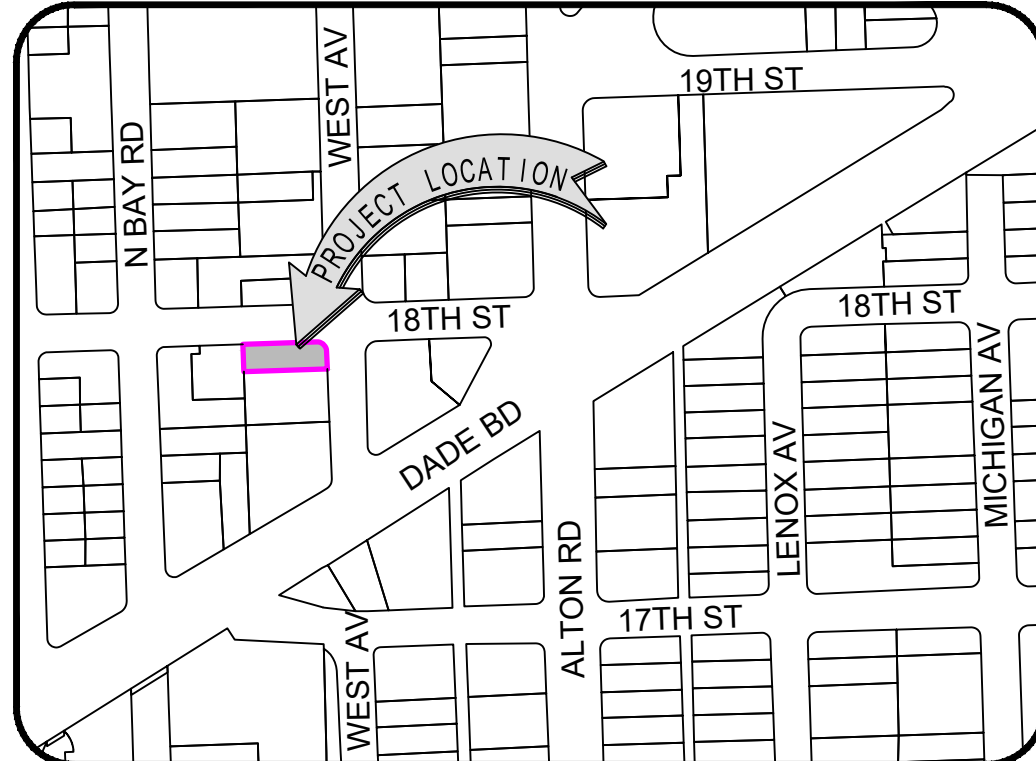 19TH ST
WEST AV
N BAY RD
PROJECT LOCATION
18TH ST
18TH ST
MICHIGAN AV
DADE BD
LENOX AV
ALTON RD
17TH ST
WEST AV